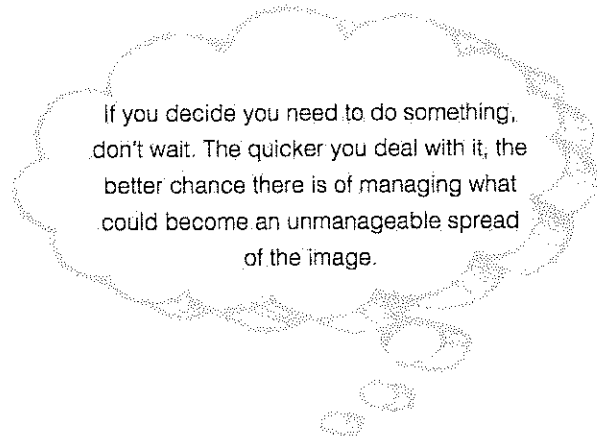 If you decide you need to do something,
don't wait. The quicker you deal with it, the
better chance there is of managing what
could become an unmanageable spread
of the image.